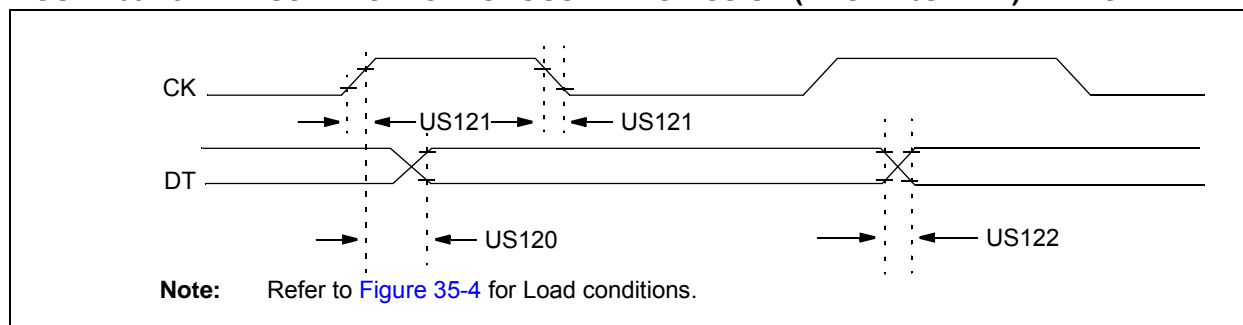 CK
US121
US121
DT
US120
US122
Note: Refer to Figure 35-4 for Load conditions.